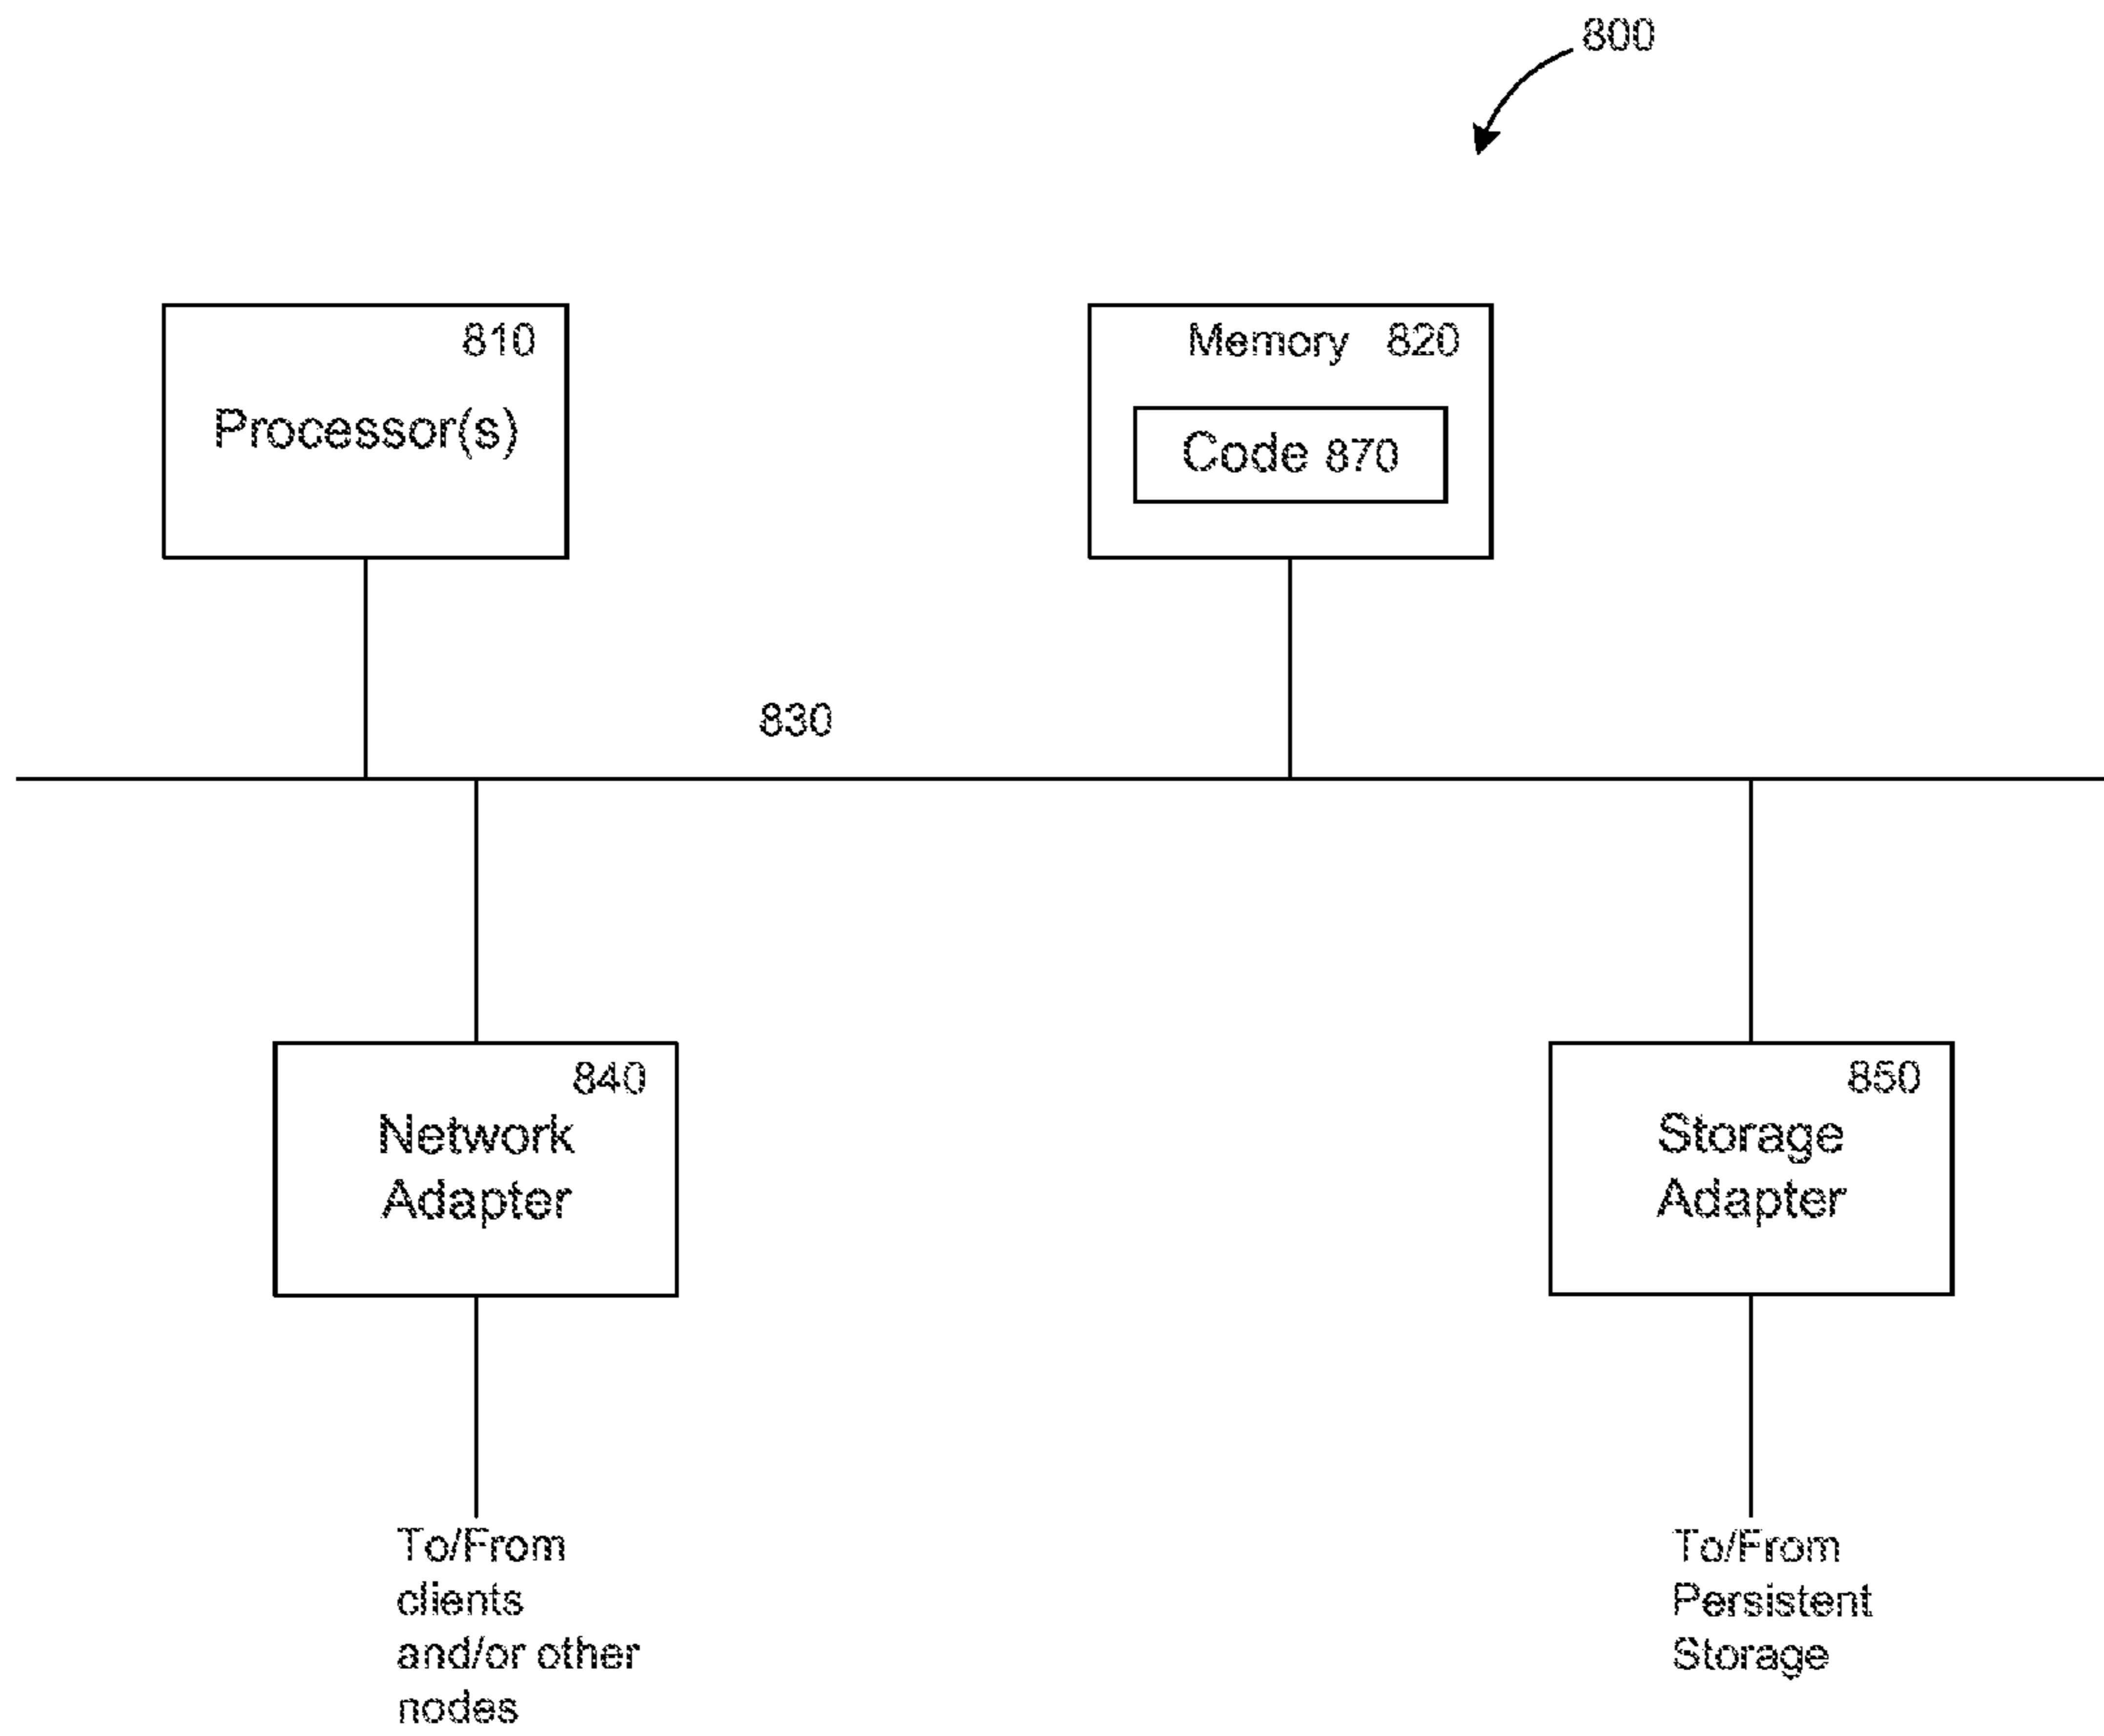 800
810
Processor(s)
Memory 820
Code 870
830
840
Network
Adapter
850
Storage
Adapter
To/From
clients
and/or other
nodes
To/From
Persistent
Storage